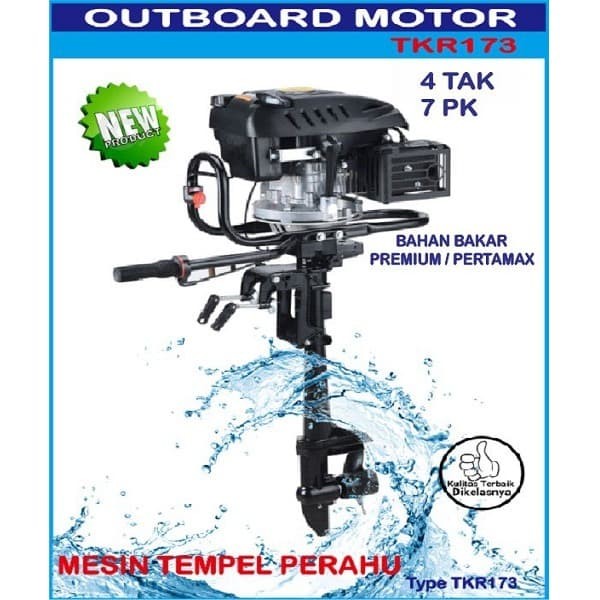 OUTBOARD MOTOR
TKR173
4 TAK
7 PK
NEW
PRODUCT
BAHAN BAKAR
PREMIUM / PERTAMAX
Kulitas Terbaik
Dikelasnya
MESIN TEMPEL PERAHU
Type TKR173